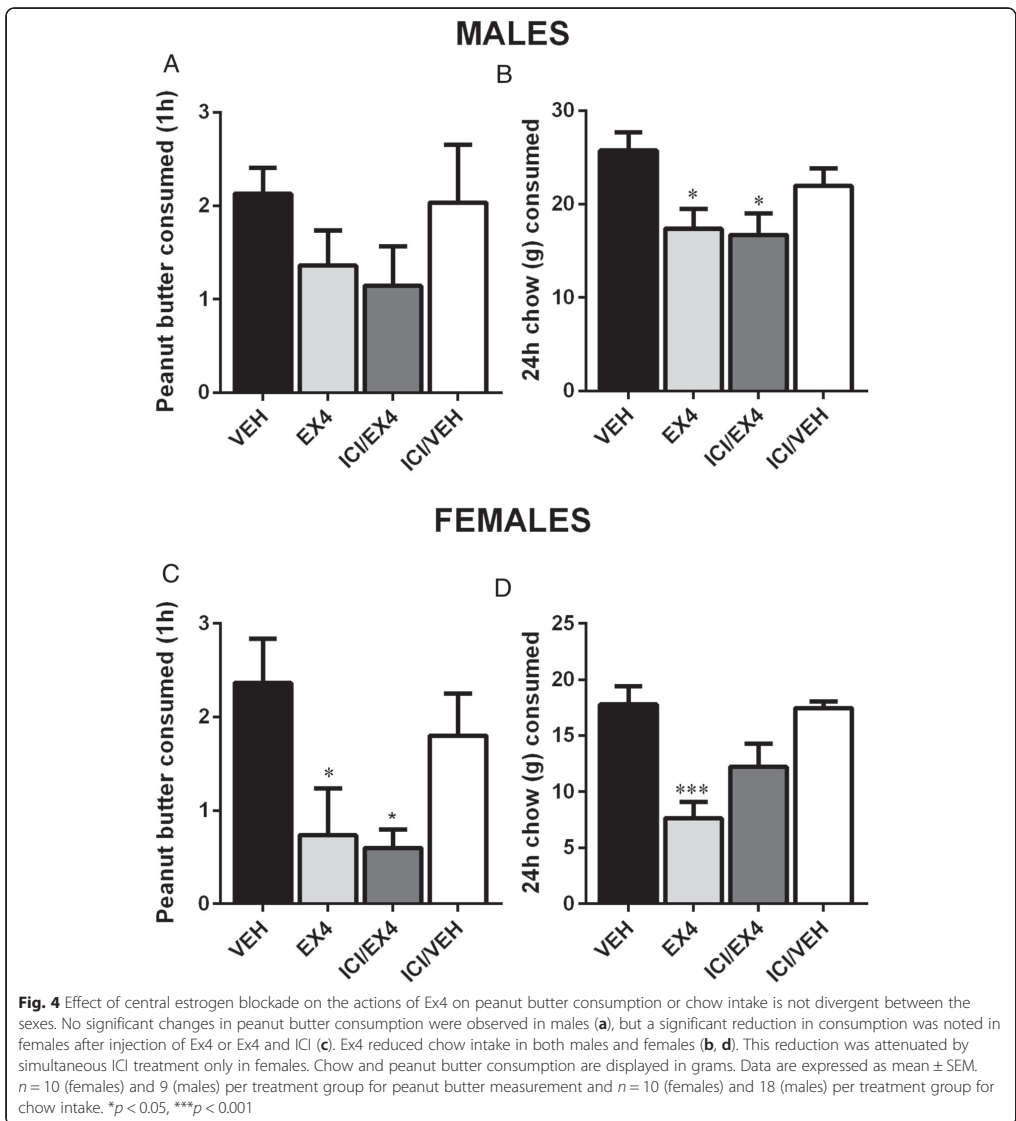 MALES
A
Peanut butter consumed (1h)
3
2
1
0
VEH
EX4
ICI/EX4
ICI/VEH
B
24h chow (g) consumed
30
20
10
0
*
*
VEH
EX4
ICI/EX4
ICI/VEH
FEMALES
C
Peanut butter consumed (1h)
3
2
1
0
*
*
VEH
EX4
ICI/EX4
ICI/VEH
D
24h chow (g) consumed
25
20
15
10
5
0
***
VEH
EX4
ICI/EX4
ICI/VEH
Fig. 4 Effect of central estrogen blockade on the actions of Ex4 on peanut butter consumption or chow intake is not divergent between the
sexes. No significant changes in peanut butter consumption were observed in males (a), but a significant reduction in consumption was noted in
females after injection of Ex4 or Ex4 and ICI (c). Ex4 reduced chow intake in both males and females (b, d). This reduction was attenuated by
simultaneous ICI treatment only in females. Chow and peanut butter consumption are displayed in grams. Data are expressed as mean ± SEM.
n = 10 (females) and 9 (males) per treatment group for peanut butter measurement and n = 10 (females) and 18 (males) per treatment group for
chow intake. *p < 0.05, ***p < 0.001